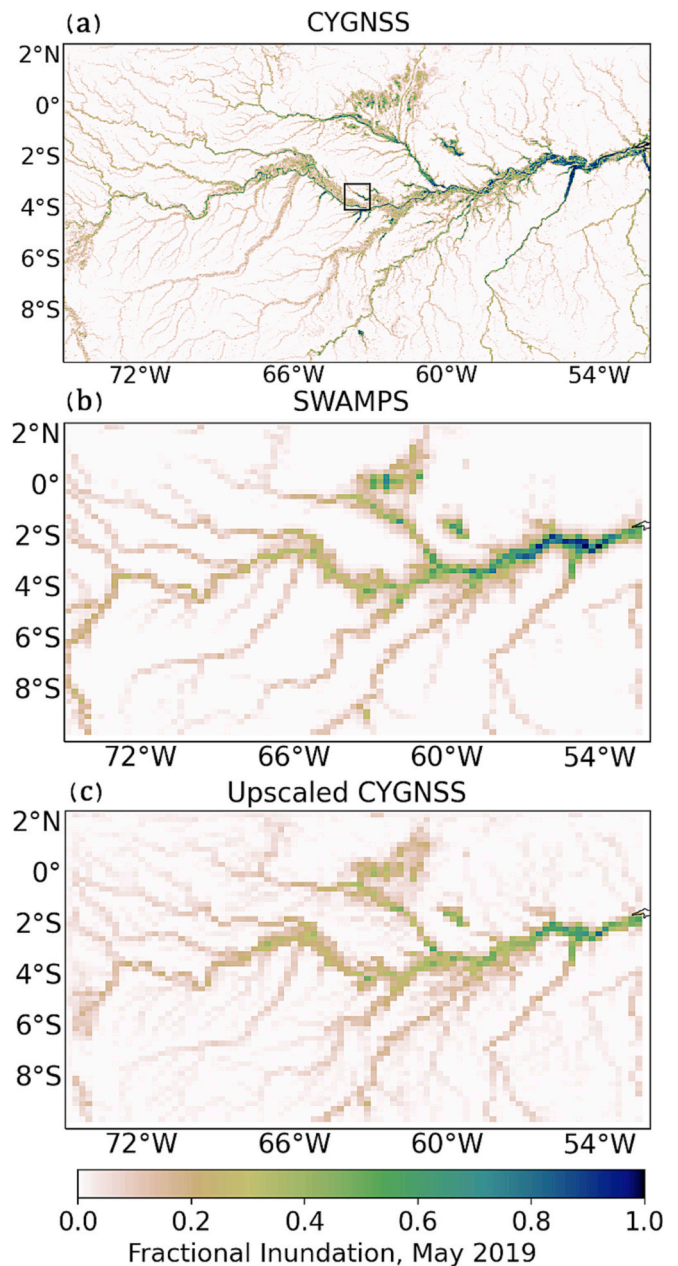 (a) CYGNSS
2°N
0°
2°S
4°S
6°S
8°S
72°W 66°W 60°W 54°W
(b) SWAMPS
2°N
0°
2°S
4°S
6°S
8°S
72°W 66°W 60°W 54°W
(c) Upscaled CYGNSS
2°N
0°
2°S
4°S
6°S
8°S
72°W 66°W 60°W 54°W
0.0 0.2 0.4 0.6 0.8 1.0
Fractional Inundation, May 2019